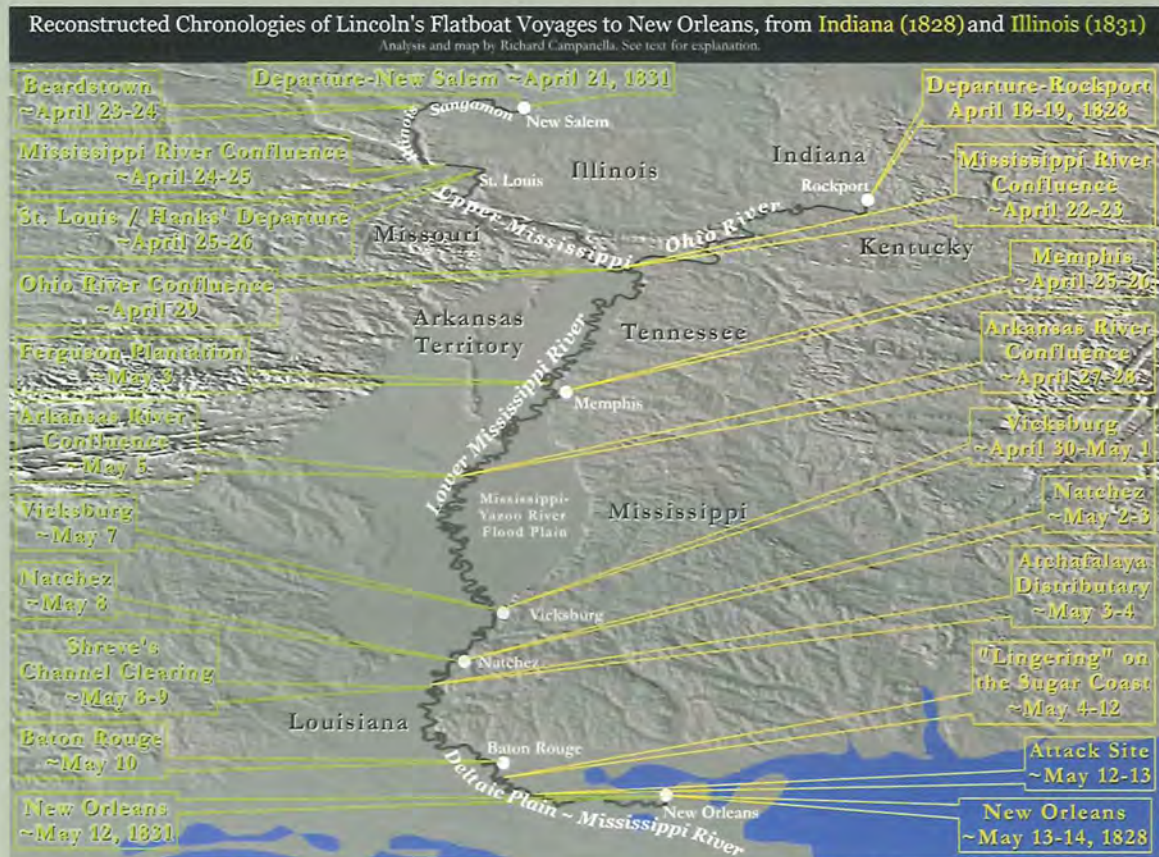 Reconstructed Chronologies of Lincoln's Flatboat Voyages to New Orleans, from Indiana (1828) and Illinois (1831)
Analysis and map by Richard Campanella. See text for explanation.
Beardstown
~April 23-24
Departure-New Salem ~April 21, 1831
Departure-Rockport
April 18-19, 1828
Sangamon
New Salem
Illinois
Mississippi River Confluence
~April 24-25
St. Louis
Illinois
Indiana
Rockport
Mississippi River
Confluence
~April 22-23
St. Louis / Hanks' Departure
~April 25-26
Upper Mississippi
Missouri
Ohio River
Kentucky
Ohio River Confluence
~April 29
Memphis
~April 25-26
Arkansas
Territory
Tennessee
Ferguson Plantation
~May 3
Lower Mississippi River
Memphis
Arkansas River
Confluence
~April 27-28
Arkansas River
Confluence
~May 5
Vicksburg
~April 30-May 1
Mississippi-
Yazoo River
Flood Plain
Mississippi
Vicksburg
~May 7
Natchez
~May 2-3
Natchez
~May 8
Vicksburg
Atchafalaya
Distributary
~May 3-4
Shreve's
Channel Clearing
~May 8-9
Natchez
"Lingering" on
the Sugar Coast
~May 4-12
Louisiana
Baton Rouge
~May 10
Baton Rouge
Attack Site
~May 12-13
Deltaic Plain ~ Mississippi River
New Orleans
New Orleans
~May 12, 1831
New Orleans
~May 13-14, 1828